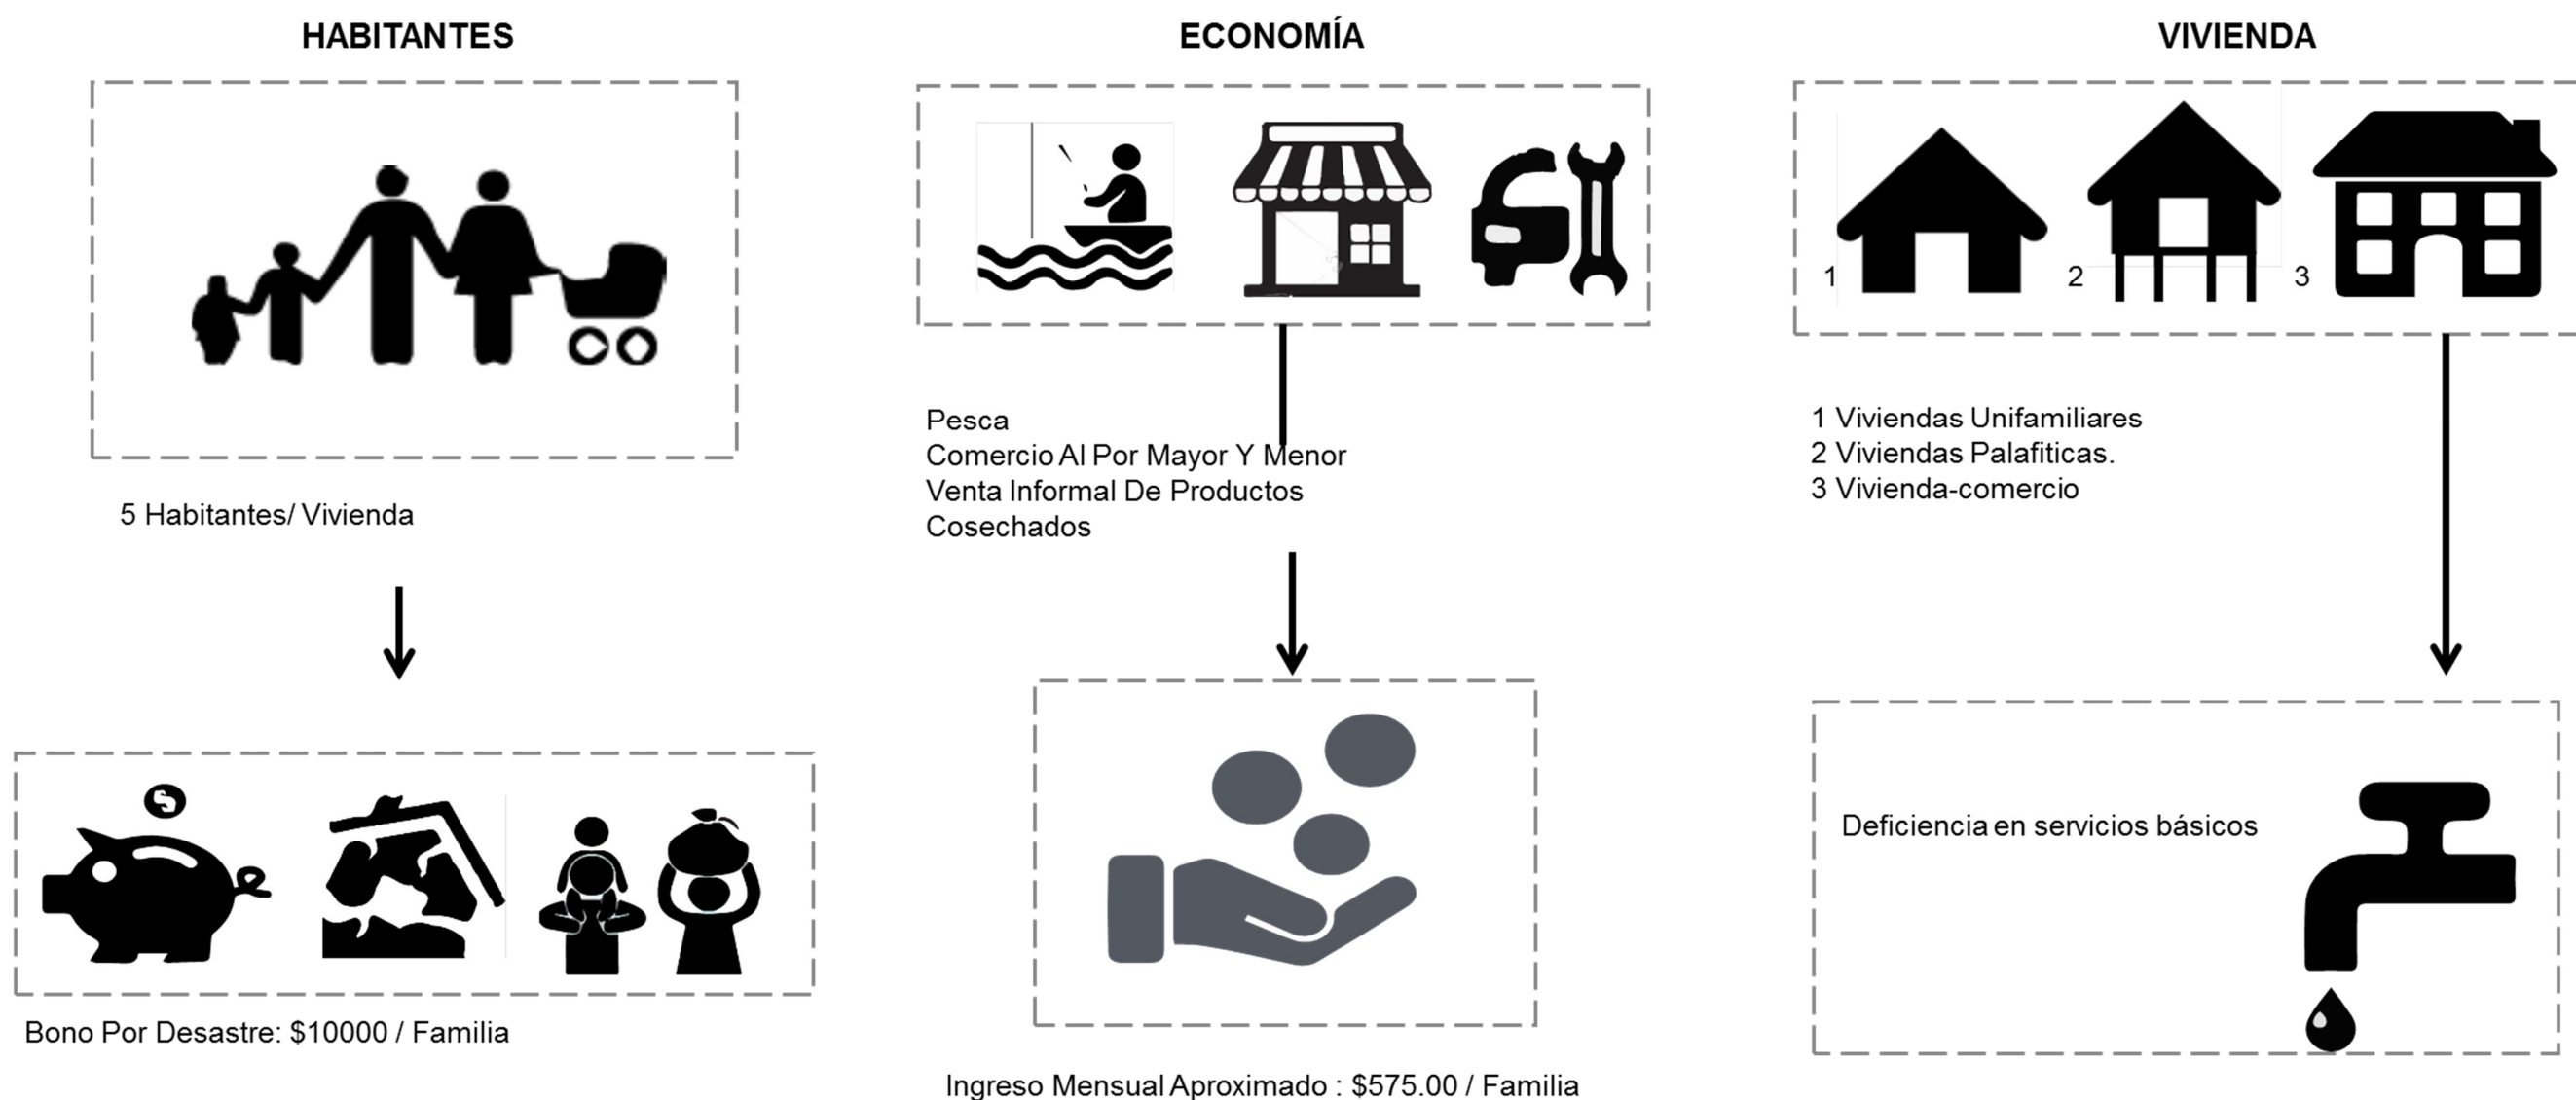 HABITANTES
5 Habitantes/ Vivienda
Bono Por Desastre: $10000 / Familia
ECONOMÍA
Pesca
Comercio Al Por Mayor Y Menor
Venta Informal De Productos
Cosechados
Ingreso Mensual Aproximado : $575.00 / Familia
VIVIENDA
1
2
3
1 Viviendas Unifamiliares
2 Viviendas Palafiticas.
3 Vivienda-comercio
Deficiencia en servicios básicos